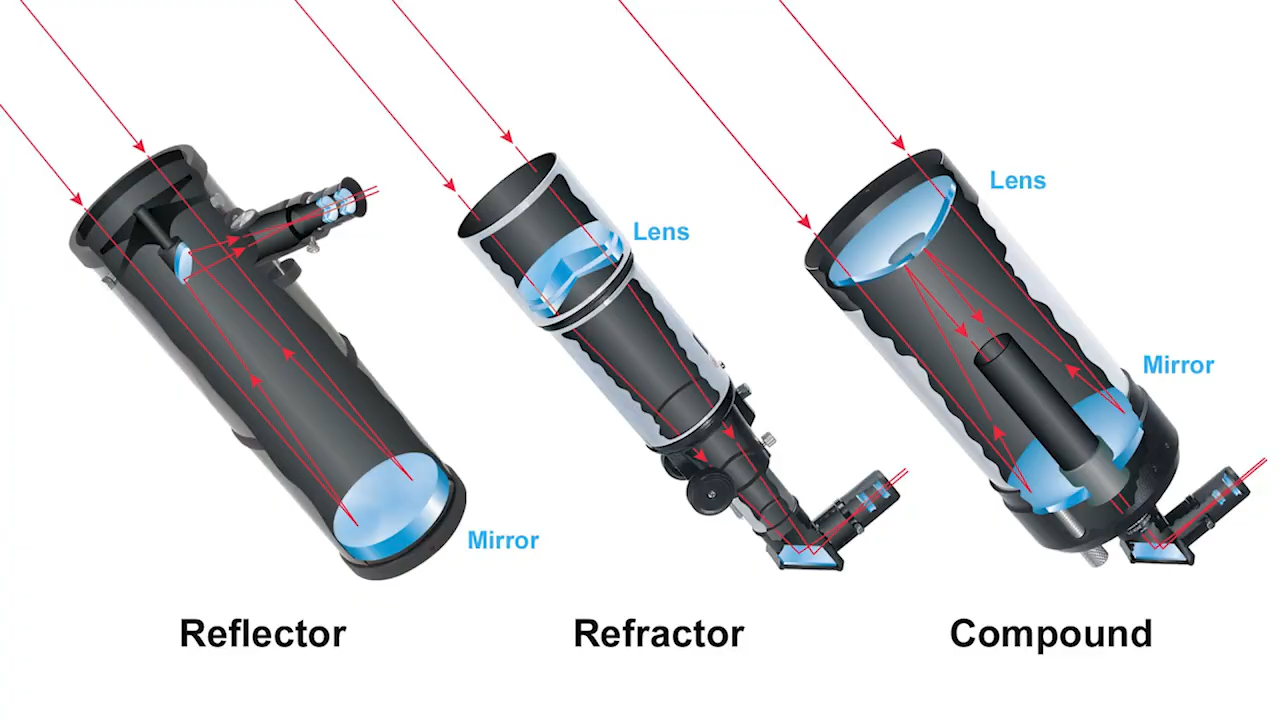 Lens
Lens
Mirror
Mirror
Reflector
Refractor
Compound